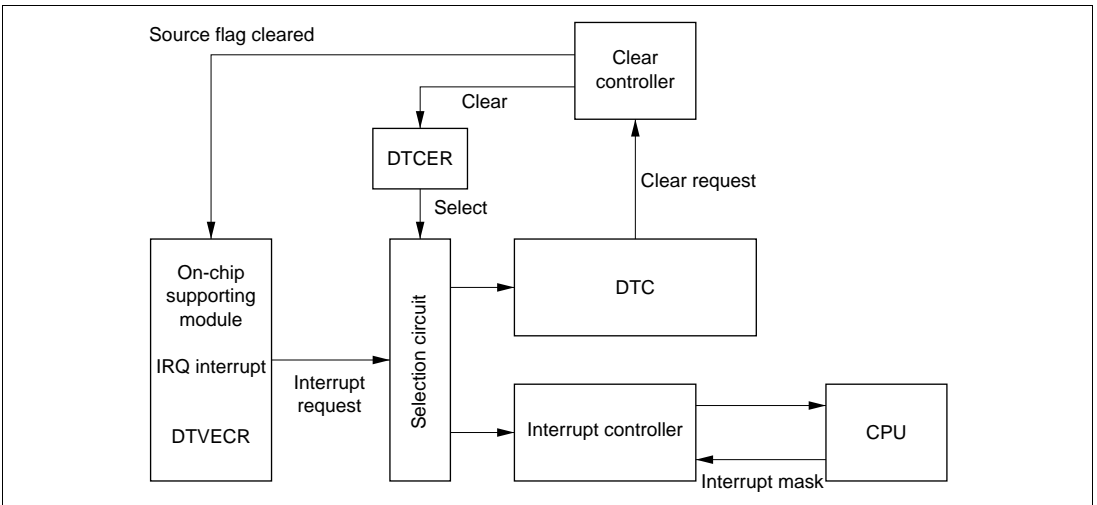 Source flag cleared
Clear
controller
Clear
DTCER
Clear request
Select
On-chip
supporting
module
IRQ interrupt
DTVECR
Interrupt
request
Selection circuit
DTC
Interrupt controller
CPU
Interrupt mask